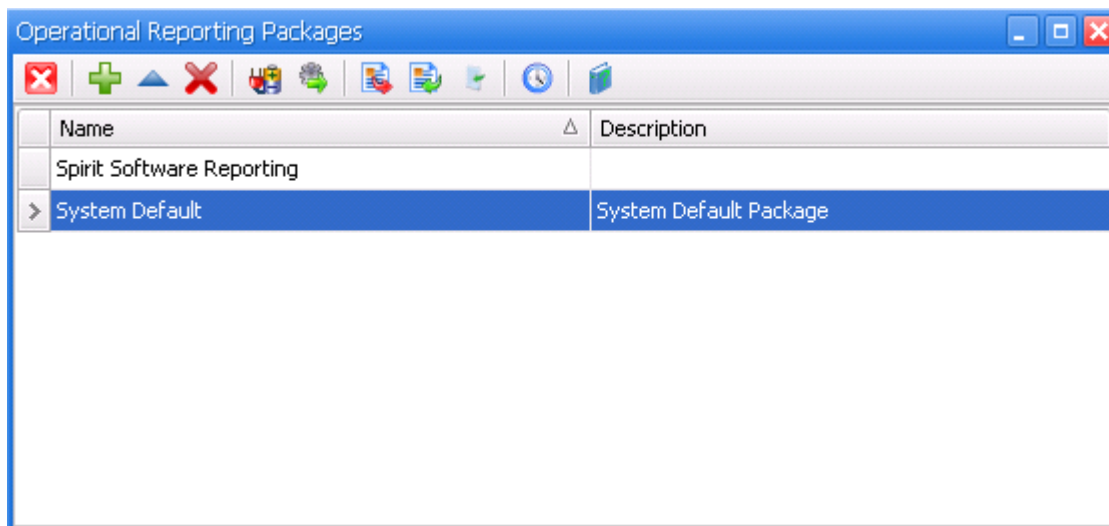 Operational Reporting Packages
Name Description
Spirit Software Reporting
System Default System Default Package